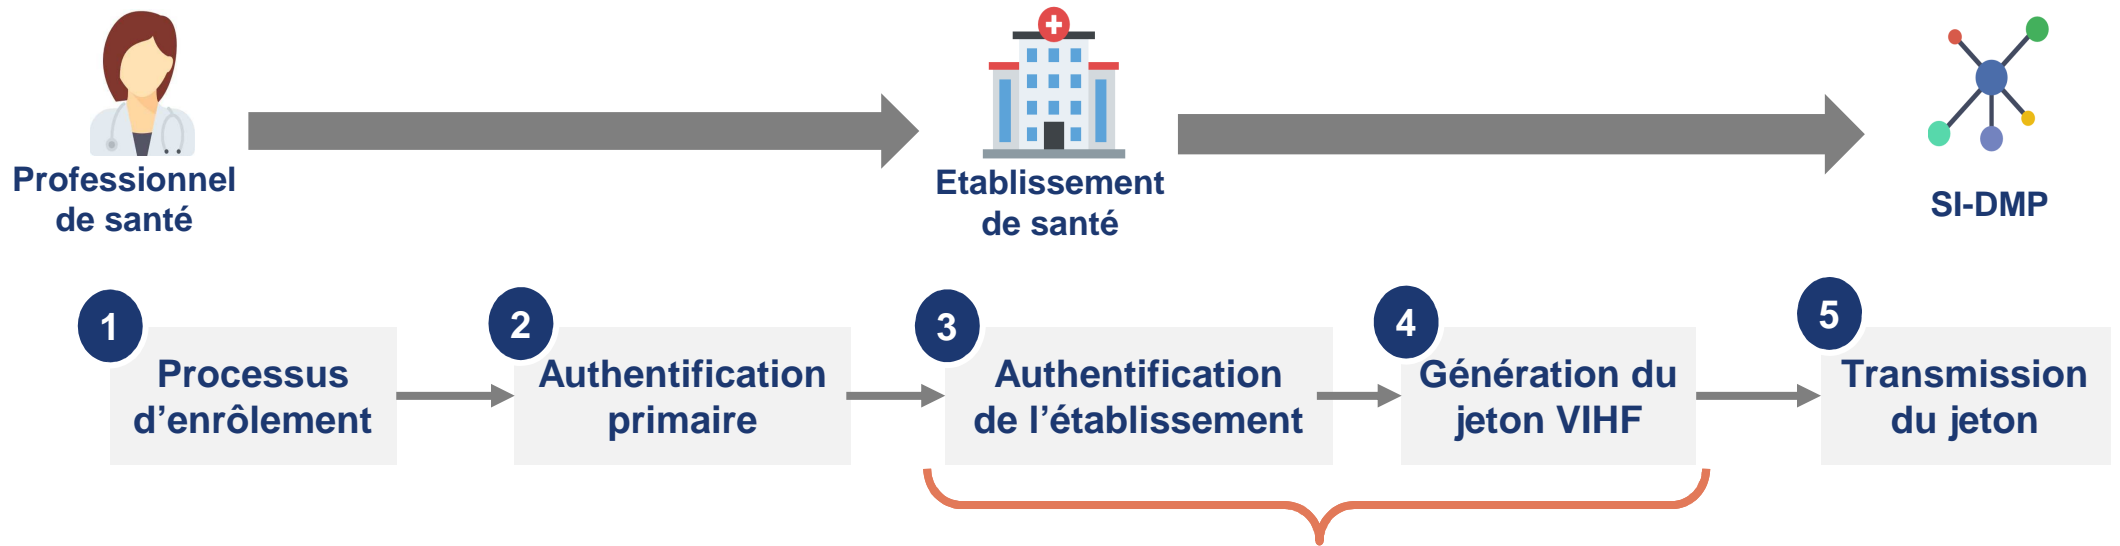 Professionnel
de santé
Etablissement
de santé
SI-DMP
1
Processus
d’enrôlement
2
Authentification
primaire
3
Authentification
de l’établissement
4
Génération du
jeton VIHF
5
Transmission
du jeton